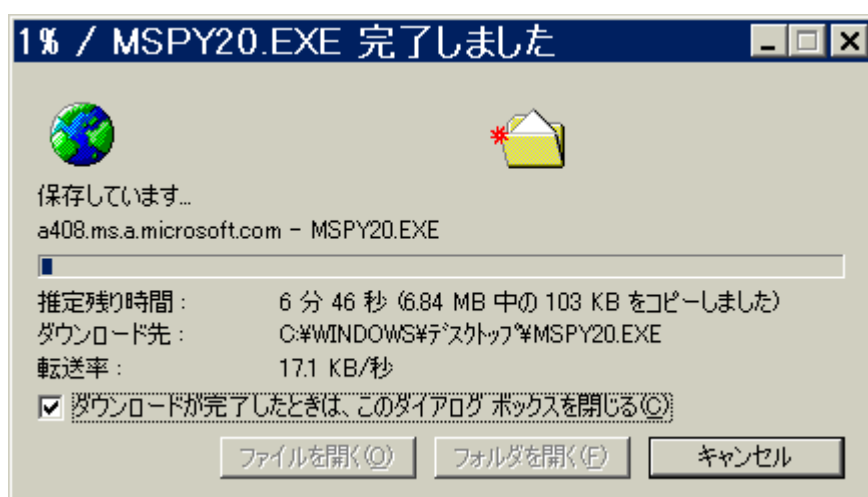 1% / MSPY20.EXE 完了しました
保存しています...
a408.ms.a.microsoft.com - MSPY20.EXE
推定残り時間： 6 分 46 秒 (6.84 MB 中の 103 KB をコピーしました)
ダウンロード先： C:¥WINDOWS¥ﾃﾞｽｸﾄｯﾌﾟ¥MSPY20.EXE
転送率： 17.1 KB/秒
ダウンロードが完了したときは、このダイアログ ボックスを閉じる(C)
ファイルを開く(O) フォルダを開く(F) キャンセル